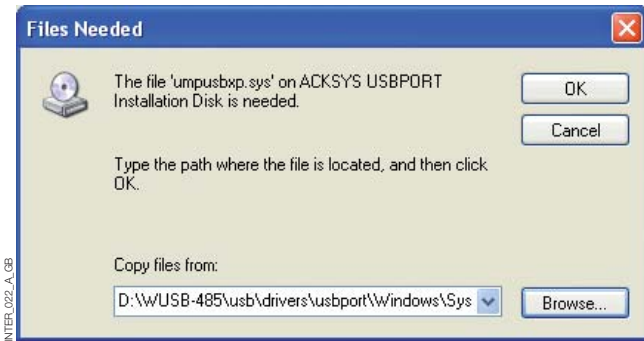 Files Needed
The file 'umpusbxp.sys' on ACKSYS USBPORT
Installation Disk is needed.
OK
Cancel
Type the path where the file is located, and then click
OK.
Copy files from:
D:\WUSB-485\usb\drivers\usbport\Windows\Sys
Browse...
INTER_022_A_GB